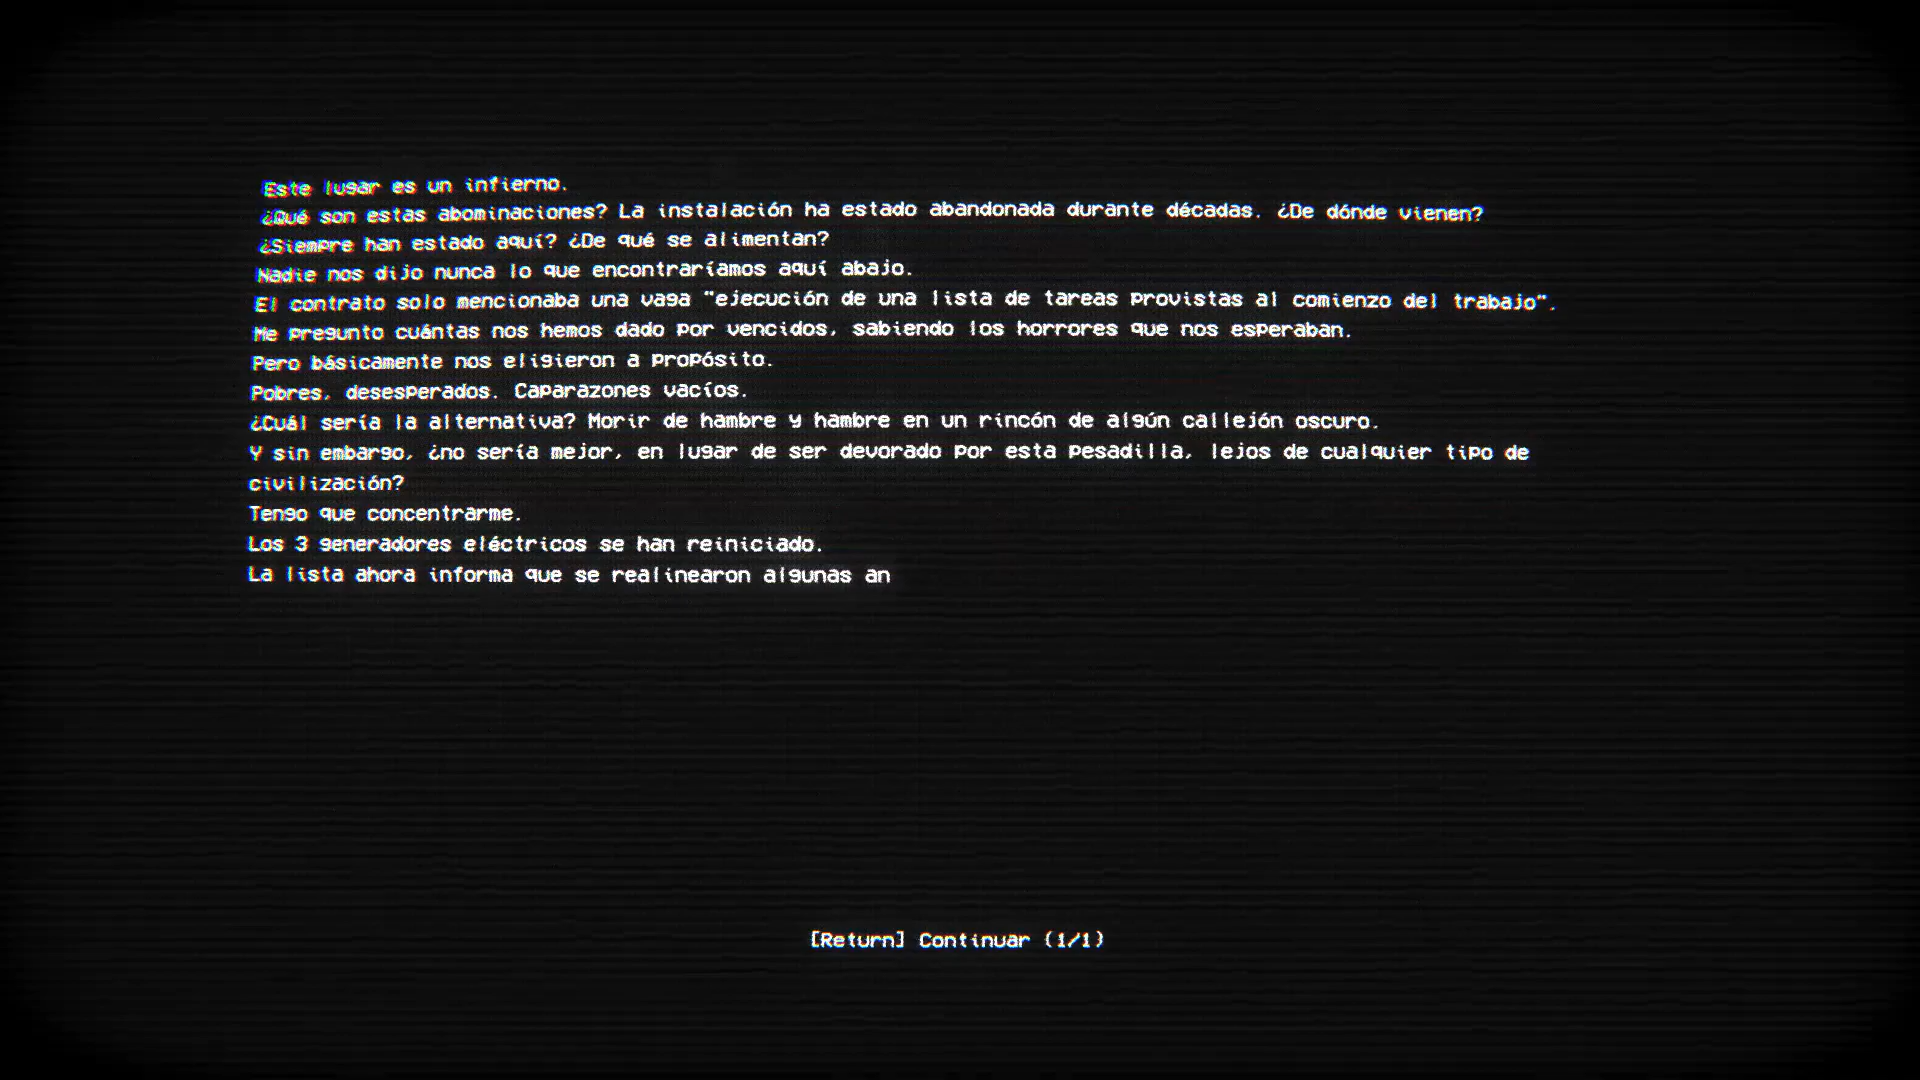 Este lugar es un infierno.
¿Qué son estas abominaciones? La instalación ha estado abandonada durante décadas. ¿De dónde vienen?
¿Siempre han estado aquí? ¿De qué se alimentan?
Nadie nos dijo nunca lo que encontraríamos aquí abajo.
El contrato solo mencionaba una vaga "ejecución de una lista de tareas provistas al comienzo del trabajo".
Me pregunto cuántas nos hemos dado por vencidos, sabiendo los horrores que nos esperaban.
Pero básicamente nos eligieron a propósito.
Pobres, desesperados. Caparazones vacíos.
¿Cuál sería la alternativa? Morir de hambre y hambre en un rincón de algún callejón oscuro.
Y sin embargo, ¿no sería mejor, en lugar de ser devorado por esta pesadilla, lejos de cualquier tipo de
civilización?
Tengo que concentrarme.
Los 3 generadores eléctricos se han reiniciado.
La lista ahora informa que se realinearon algunas an
[Return] Continuar (1/1)